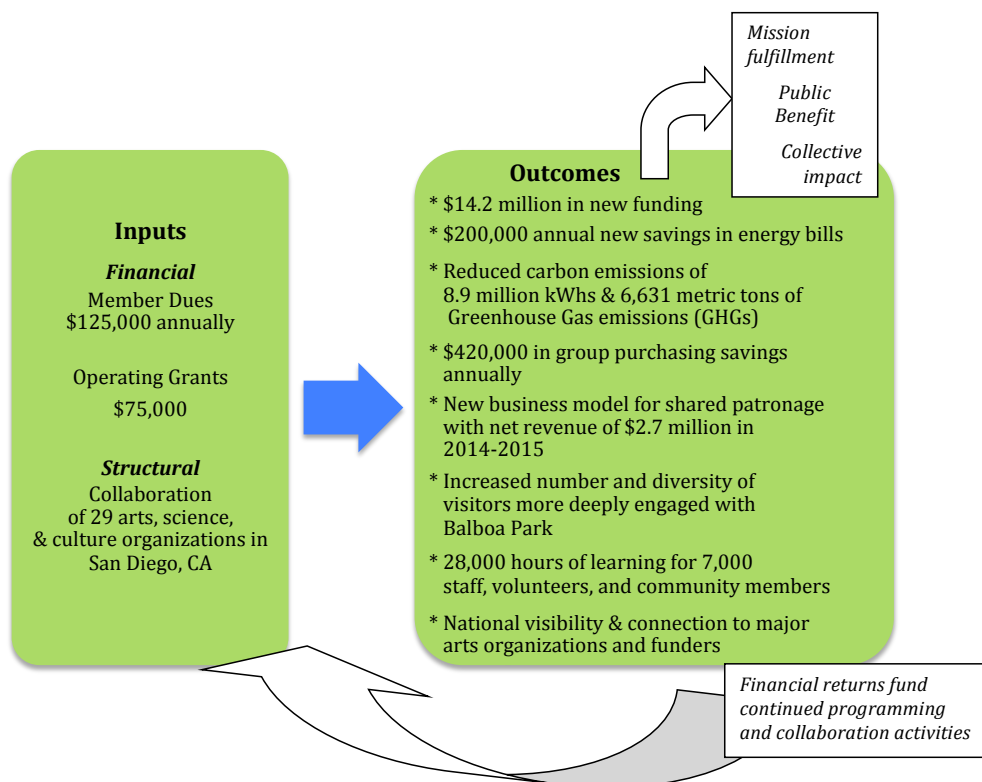 Mission
fulfillment
Public
Benefit
Collective
impact
Inputs
Financial
Member Dues
$125,000 annually
Operating Grants
$75,000
Structural
Collaboration
of 29 arts, science,
& culture organizations in
San Diego, CA
Outcomes
* $14.2 million in new funding
* $200,000 annual new savings in energy bills
* Reduced carbon emissions of
8.9 million kWhs & 6,631 metric tons of
Greenhouse Gas emissions (GHGs)
* $420,000 in group purchasing savings
annually
* New business model for shared patronage
with net revenue of $2.7 million in
2014-2015
* Increased number and diversity of
visitors more deeply engaged with
Balboa Park
* 28,000 hours of learning for 7,000
staff, volunteers, and community members
* National visibility & connection to major
arts organizations and funders
Financial returns fund
continued programming
and collaboration activities